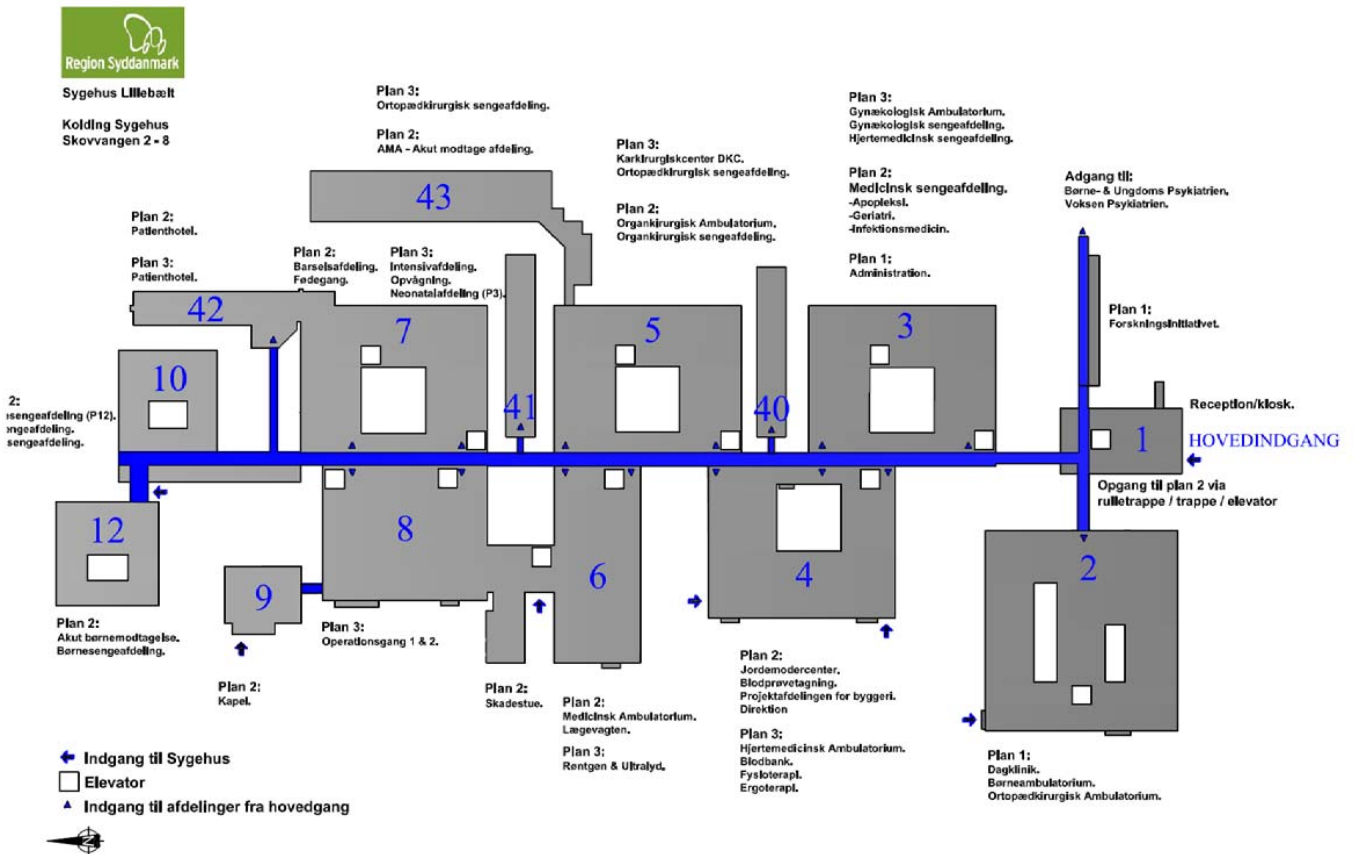 Region Syddanmark
Sygehus Lillebælt
Kolding Sygehus
Skovvangen 2 - 8
Plan 3:
Ortopædkirurgisk sengeafdeling.
Plan 2:
AMA - Akut modtage afdeling.
Plan 3:
Karkirurgiskcenter DKC.
Ortopædkirurgisk sengeafdeling.
Plan 2:
Organkirurgisk Ambulatorium,
Organkirurgisk sengeafdeling.
Plan 3:
Gynækologisk Ambulatorium.
Gynækologisk sengeafdeling.
Hjertemedicinsk sengeafdeling.
Plan 2:
Medicinsk sengeafdeling.
-Apopleksi.
-Geriatri.
-Infektionsmedicin.
Plan 1:
Administration.
Adgang til:
Børne- & Ungdoms Psykiatrien.
Voksen Psykiatrien.
Plan 2:
Patienthotel.
Plan 3:
Patienthotel.
Plan 2:
Barselsafdeling.
Fødegang.
Plan 3:
Intensivafdeling.
Opvågning.
Neonatalafdeling (P3).
Plan 1:
Forskningsinitiativet.
43
42
7
5
3
10
41
40
1
2:
sengeafdeling (P12).
engeafdeling.
sengeafdeling.
Reception/kiosk.
HOVEDINDGANG
Opgang til plan 2 via
rulletrappe / trappe / elevator
12
8
6
4
2
9
Plan 2:
Akut børnemodtagelse.
Børnesengeafdeling.
Plan 2:
Kapel.
Plan 3:
Operationsgang 1 & 2.
Plan 2:
Skadestue.
Plan 2:
Medicinsk Ambulatorium.
Lægevagten.
Plan 3:
Røntgen & Ultralyd.
Plan 2:
Jordemodercenter.
Blodprøvetagning.
Projektafdelingen for byggeri.
Direktion
Plan 3:
Hjertemedicinsk Ambulatorium.
Blodbank.
Fysioterapi.
Ergoterapi.
Plan 1:
Dagklinik.
Børneambulatorium.
Ortopædkirurgisk Ambulatorium.
Indgang til Sygehus
Elevator
Indgang til afdelinger fra hovedgang
N